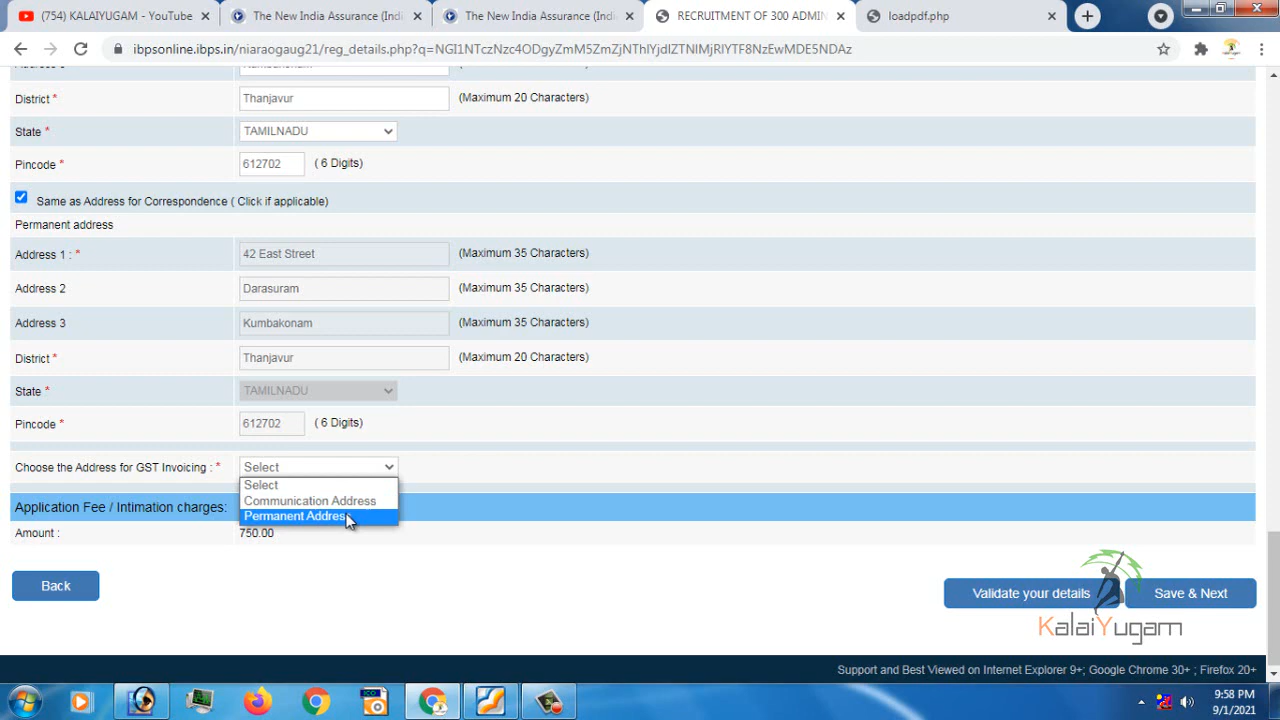 (754) KALAIYUGAM - YouTube
The New India Assurance (India
The New India Assurance (India
RECRUITMENT OF 300 ADMIN
loadpdf.php
ibpsonline.ibps.in/niaraogaug21/reg_details.php?q=
District * Thanjavur (Maximum 20 Characters)
State * TAMILNADU
Pincode * 612702 ( 6 Digits)
Same as Address for Correspondence ( Click if applicable)
Permanent address
Address 1 : * 42 East Street (Maximum 35 Characters)
Address 2 Darasuram (Maximum 35 Characters)
Address 3 Kumbakonam (Maximum 35 Characters)
District * Thanjavur (Maximum 20 Characters)
State * TAMILNADU
Pincode * 612702 ( 6 Digits)
Choose the Address for GST Invoicing : * Select
Select
Communication Address
Application Fee / Intimation charges: Permanent Address
Amount : 750.00
Back
Validate your details
Save & Next
KalaiYugam
Support and Best Viewed on Internet Explorer 9+; Google Chrome 30+ ; Firefox 20+
9:58 PM
9/1/2021